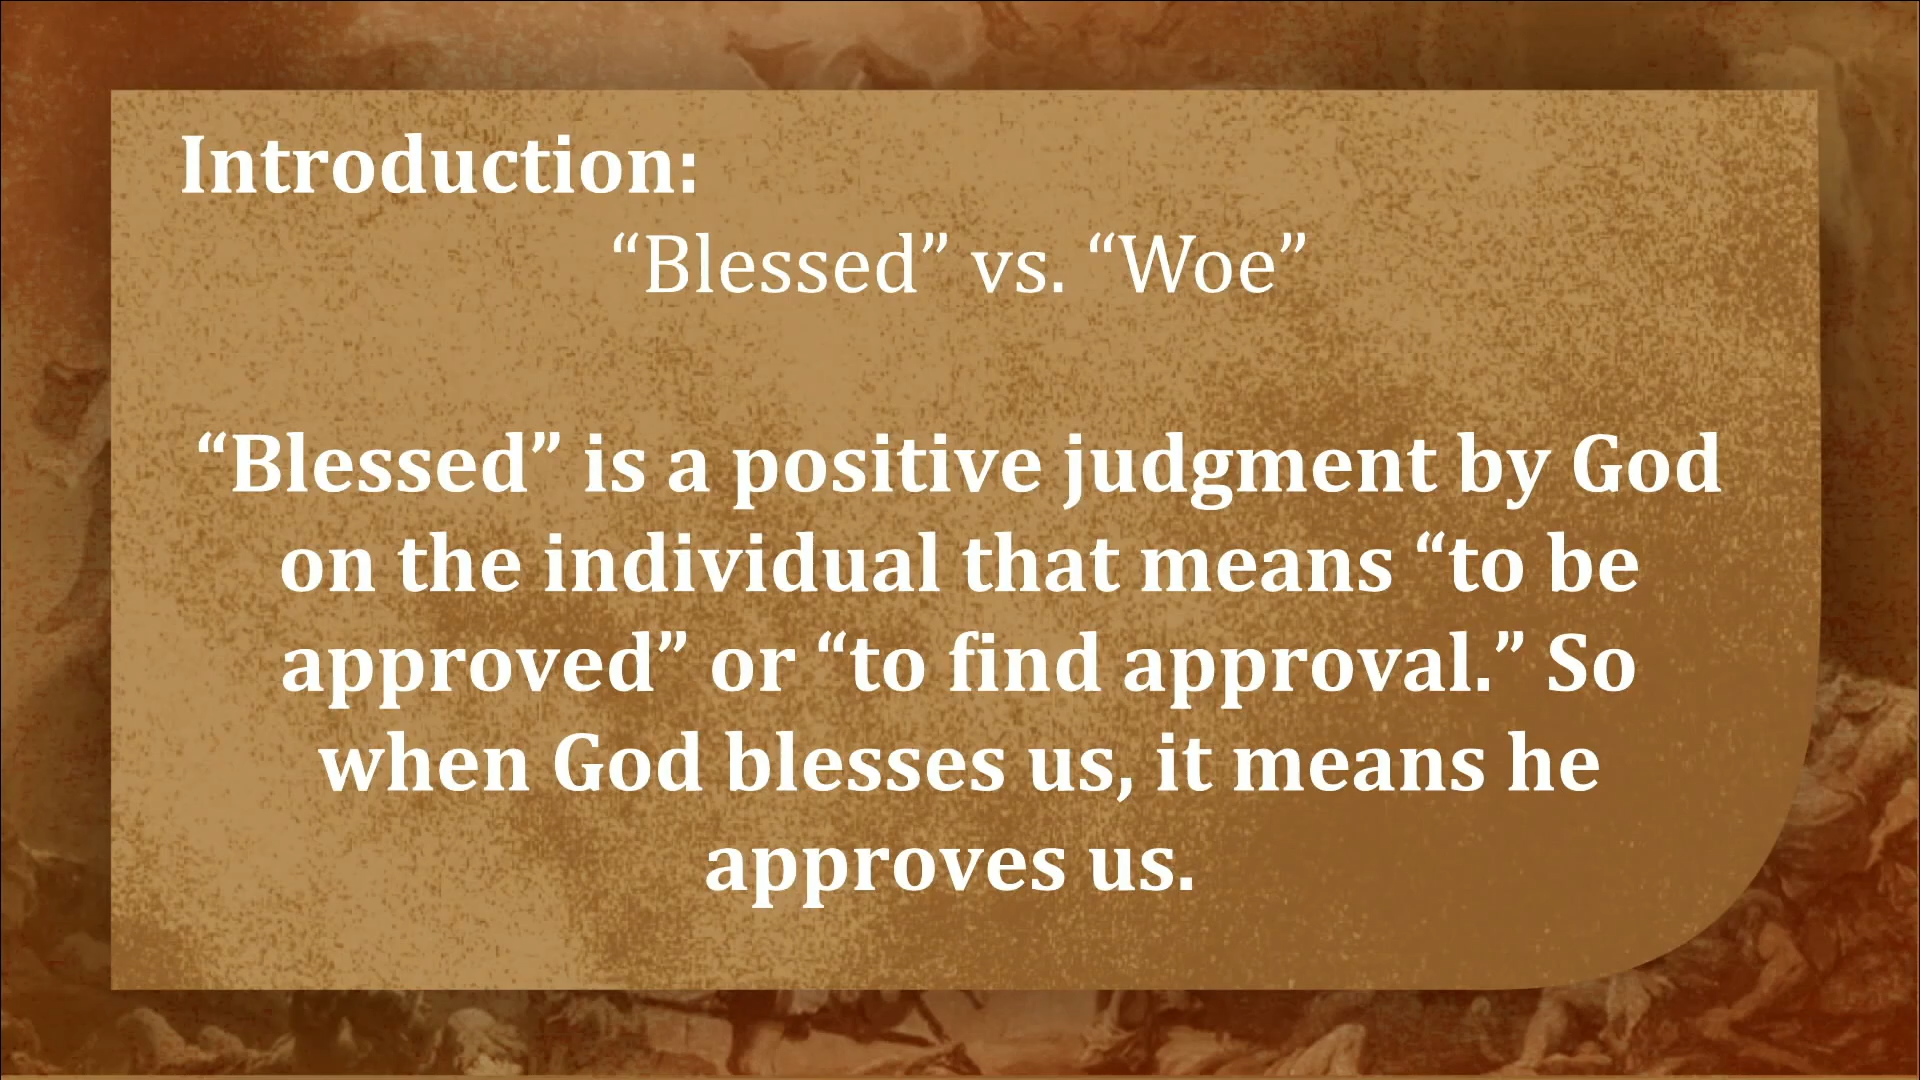 Introduction:
“Blessed” vs. “Woe”
“Blessed” is a positive judgment by God
on the individual that means “to be
approved” or “to find approval.” So
when God blesses us, it means he
approves us.